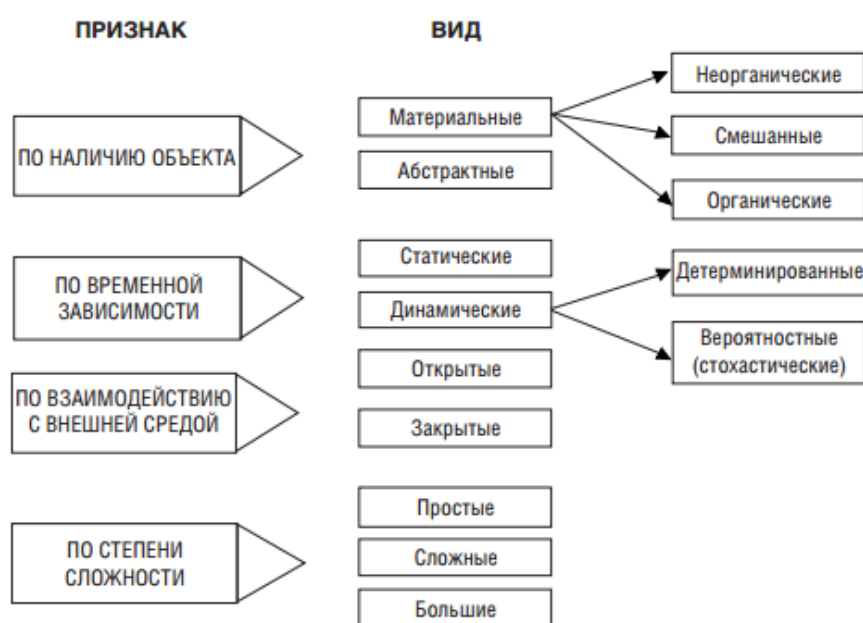 ПРИЗНАК
ВИД
ПО НАЛИЧИЮ ОБЪЕКТА
Материальные
Абстрактные
Неорганические
Смешанные
Органические
ПО ВРЕМЕННОЙ
ЗАВИСИМОСТИ
Статические
Динамические
Детерминированные
Вероятностные
(стохастические)
ПО ВЗАИМОДЕЙСТВИЮ
С ВНЕШНЕЙ СРЕДОЙ
Открытые
Закрытые
ПО СТЕПЕНИ
СЛОЖНОСТИ
Простые
Сложные
Большие